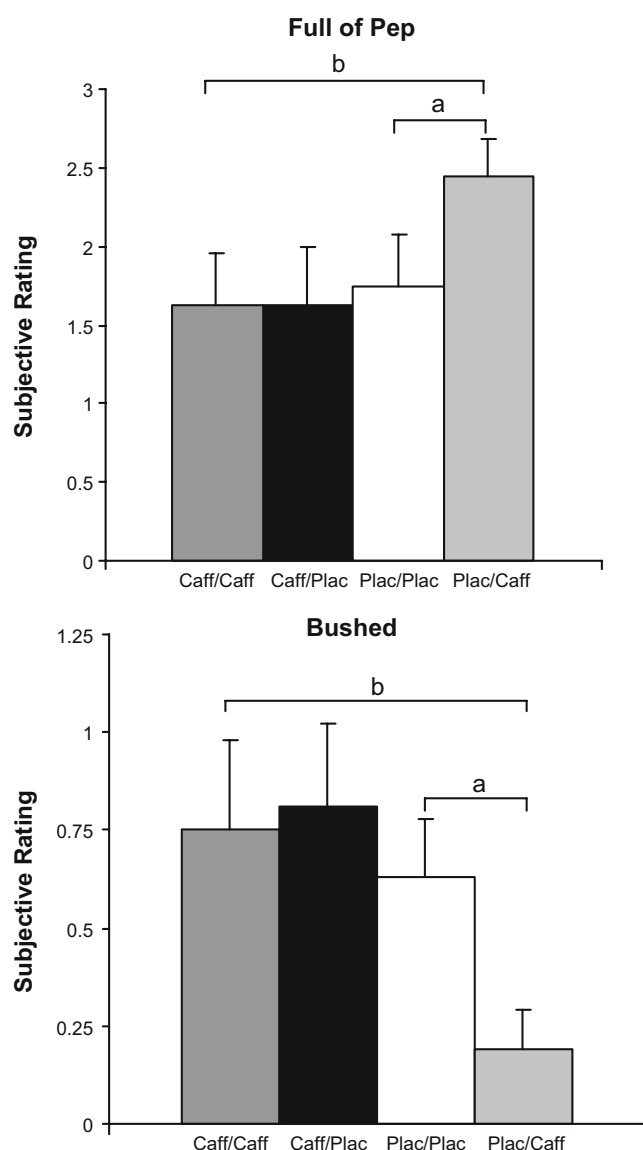 Full of Pep
b
3
a
2.5
2
1.5
1
0.5
0
Subjective Rating
Caff/Caff Caff/Plac Plac/Plac Plac/Caff
Bushed
1.25
b
1
a
0.75
0.5
0.25
0
Subjective Rating
Caff/Caff Caff/Plac Plac/Plac Plac/Caff